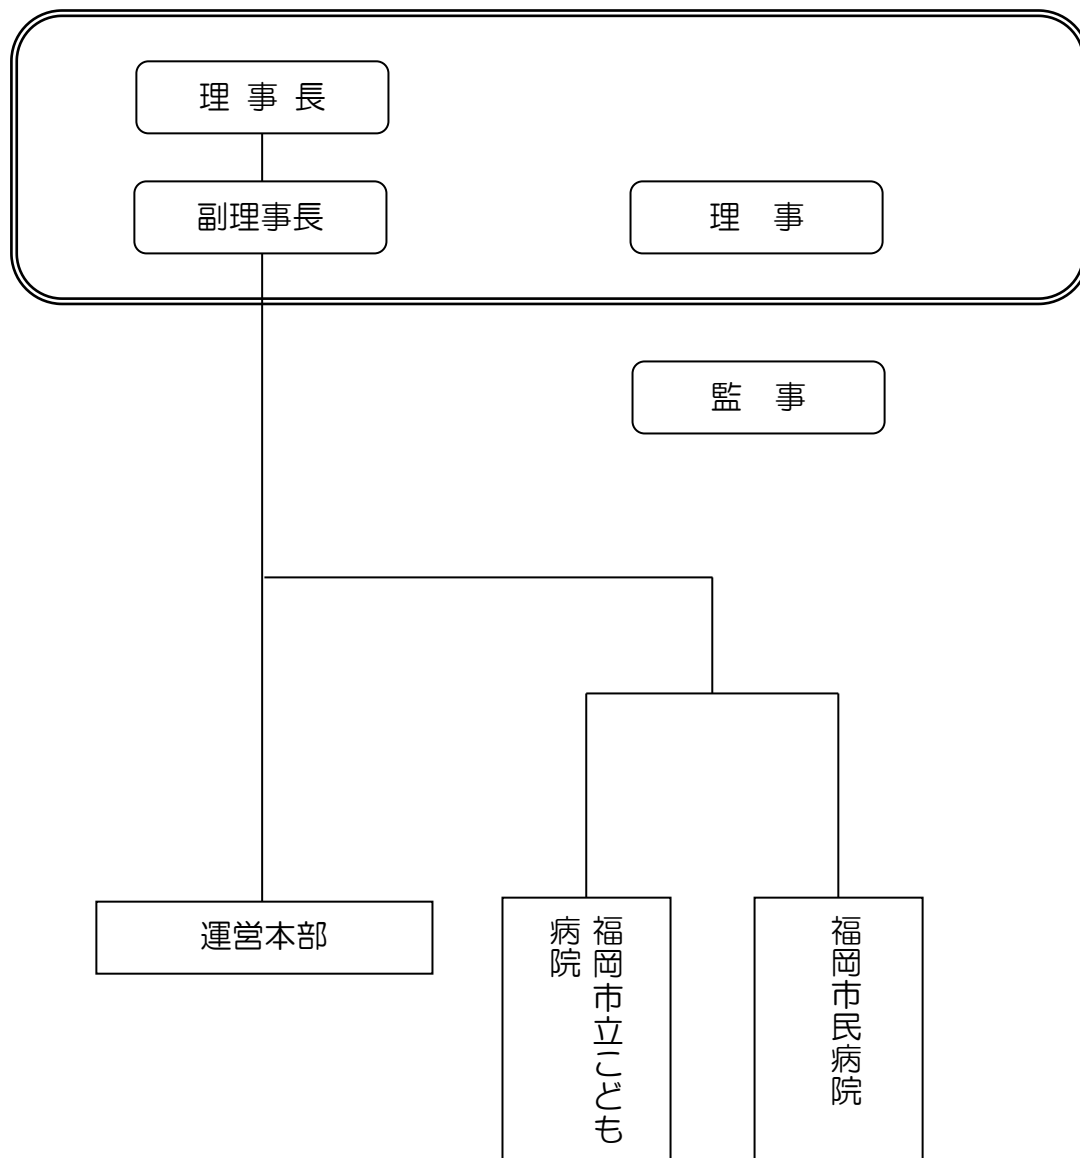 理 事 長
副理事長
理　事
監　事
運営本部
福岡市立こども
病院
福岡市民病院